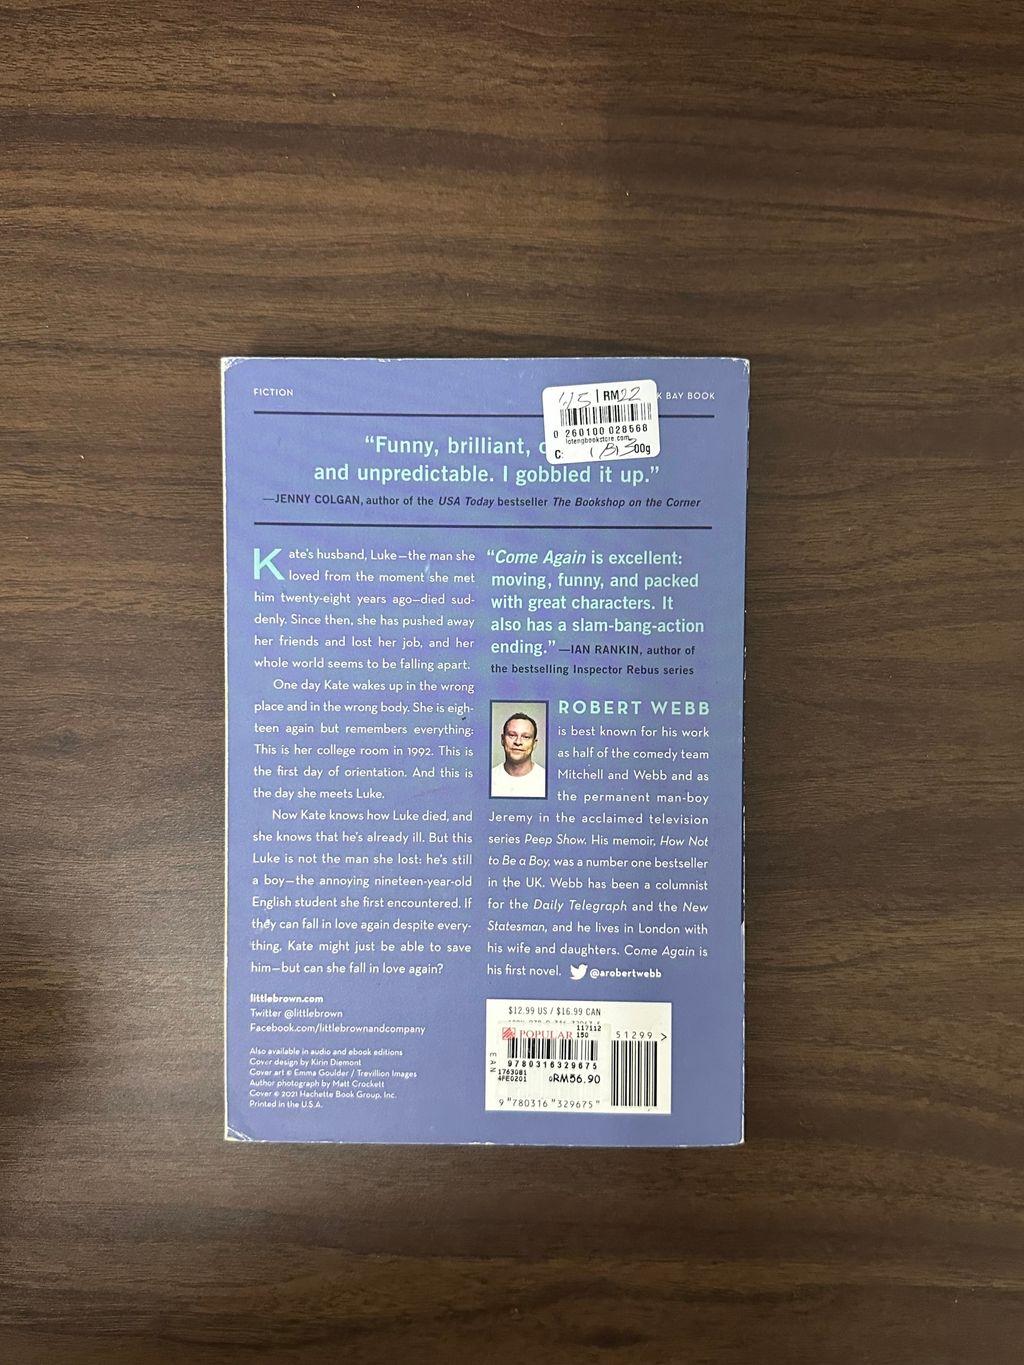 FICTION
K BAY BOOK
| RM22
0 260100 028568
lotengbookstore.com
C: 00g
“Funny, brilliant,
and unpredictable. I gobbled it up.”
—JENNY COLGAN, author of the USA Today bestseller The Bookshop on the Corner
Kate’s husband, Luke—the man she
loved from the moment she met
him twenty-eight years ago—died sud-
denly. Since then, she has pushed away
her friends and lost her job, and her
whole world seems to be falling apart.
One day Kate wakes up in the wrong
place and in the wrong body. She is eigh-
teen again but remembers everything:
This is her college room in 1992. This is
the first day of orientation. And this is
the day she meets Luke.
Now Kate knows how Luke died, and
she knows that he’s already ill. But this
Luke is not the man she lost: he’s still
a boy—the annoying nineteen-year-old
English student she first encountered. If
they can fall in love again despite every-
thing, Kate might just be able to save
him—but can she fall in love again?
“Come Again is excellent:
moving, funny, and packed
with great characters. It
also has a slam-bang-action
ending.” —IAN RANKIN, author of
the bestselling Inspector Rebus series
ROBERT WEBB
is best known for his work
as half of the comedy team
Mitchell and Webb and as
the permanent man-boy
Jeremy in the acclaimed television
series Peep Show. His memoir, How Not
to Be a Boy, was a number one bestseller
in the UK. Webb has been a columnist
for the Daily Telegraph and the New
Statesman, and he lives in London with
his wife and daughters. Come Again is
his first novel. @arobertwebb
littlebrown.com
Twitter @littlebrown
Facebook.com/littlebrownandcompany
Also available in audio and ebook editions
Cover design by Kirin Diemont
Cover art © Emma Goulder / Trevillion Images
Author photograph by Matt Crockett
Cover © 2021 Hachette Book Group, Inc.
Printed in the U.S.A.
$12.99 US / $16.99 CAN
POPULAR 117112
150
51299 >
EAN
9780316329675
1763081
4FE0201 RM56.90
9 "780316 "329675"